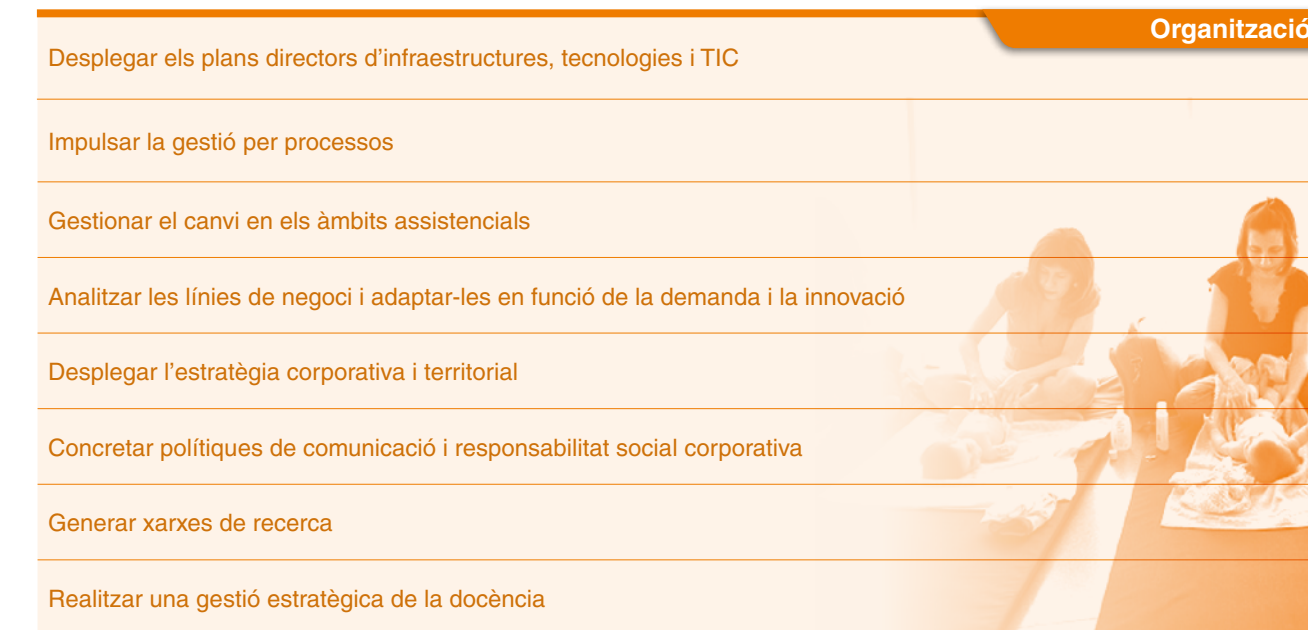 Organització
Desplegar els plans directors d’infraestructures, tecnologies i TIC
Impulsar la gestió per processos
Gestionar el canvi en els àmbits assistencials
Analitzar les línies de negoci i adaptar-les en funció de la demanda i la innovació
Desplegar l’estratègia corporativa i territorial
Concretar polítiques de comunicació i responsabilitat social corporativa
Generar xarxes de recerca
Realitzar una gestió estratègica de la docència